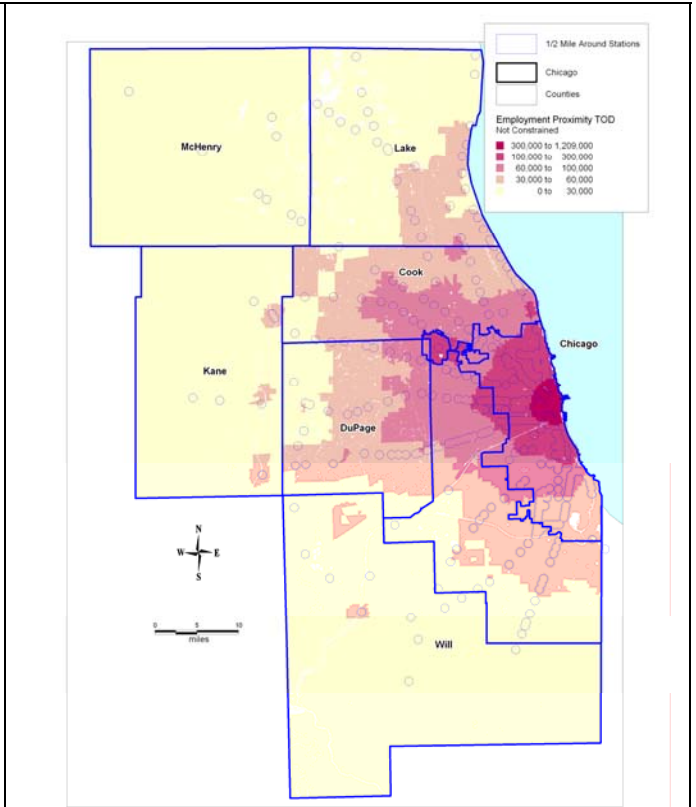 1/2 Mile Around Stations
Chicago
Counties
Employment Proximity TOD
Not Constrained
300,000 to 1,209,000
100,000 to 300,000
60,000 to 100,000
30,000 to 60,000
0 to 30,000
McHenry
Lake
Cook
Chicago
Kane
DuPage
N
W E
S
0 5 10
miles
Will